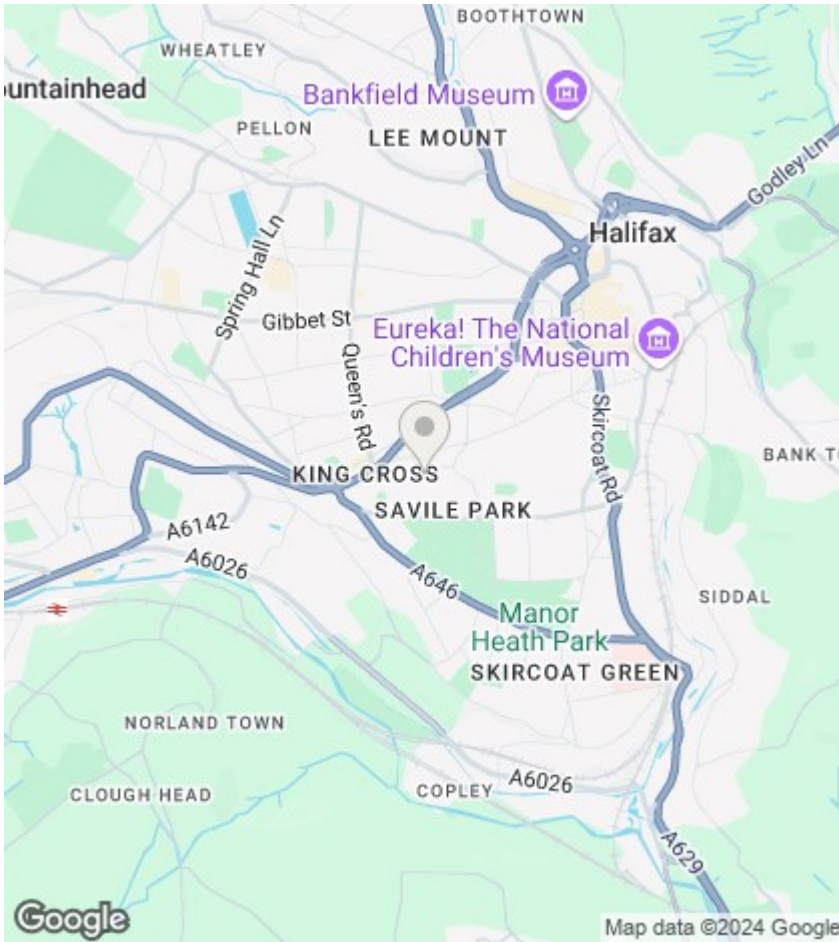 BOOTHTOWN
WHEATLEY
untainhead
Bankfield Museum
PELLON
LEE MOUNT
Godley Ln
Halifax
Spring Hall Ln
Gibbet St
Eureka! The National
Children's Museum
Queen's Rd
Skircoat Rd
BANK TO
KING CROSS
SAVILE PARK
A6142
A6026
A646
SIDDAL
Manor
Heath Park
SKIRCOAT GREEN
NORLAND TOWN
A6026
COPLEY
CLOUGH HEAD
A629
Google
Map data ©2024 Google